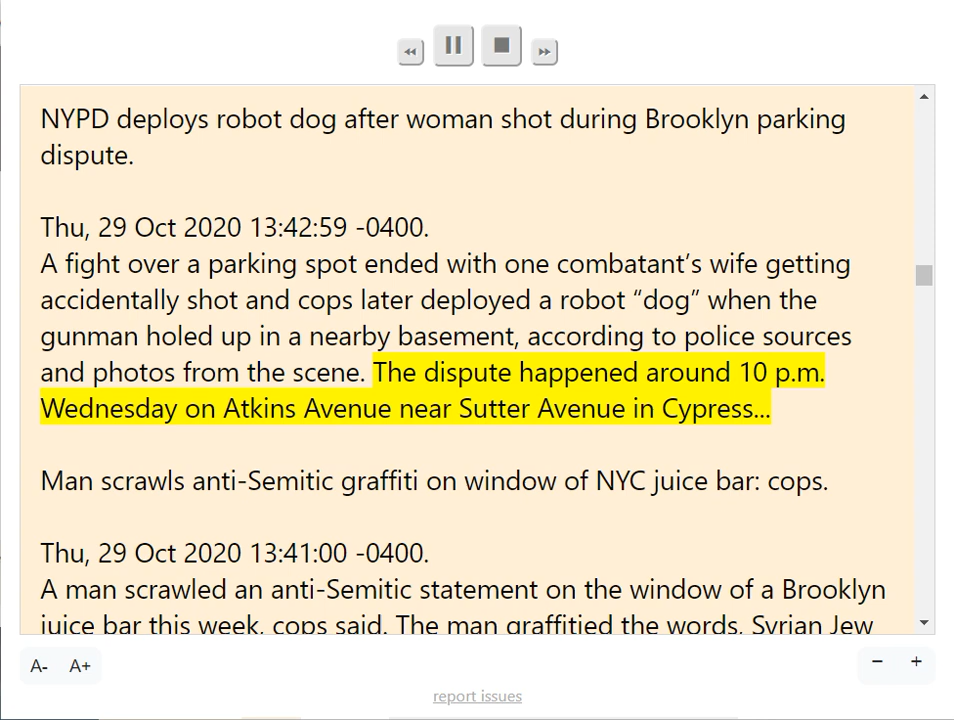 NYPD deploys robot dog after woman shot during Brooklyn parking
dispute.
Thu, 29 Oct 2020 13:42:59 -0400.
A fight over a parking spot ended with one combatant’s wife getting
accidentally shot and cops later deployed a robot “dog” when the
gunman holed up in a nearby basement, according to police sources
and photos from the scene. The dispute happened around 10 p.m.
Wednesday on Atkins Avenue near Sutter Avenue in Cypress...
Man scrawls anti-Semitic graffiti on window of NYC juice bar: cops.
Thu, 29 Oct 2020 13:41:00 -0400.
A man scrawled an anti-Semitic statement on the window of a Brooklyn
juice bar this week, cops said. The man graffitied the words, Syrian Jew
A- A+ − +
report issues